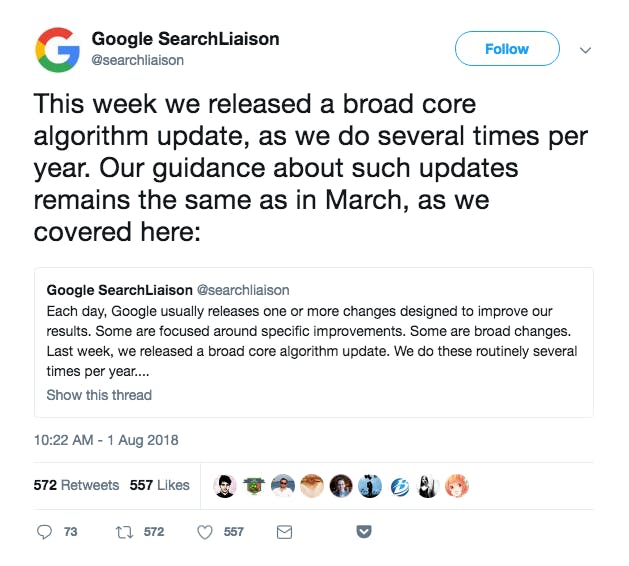 Google SearchLiaison
@searchliaison
Follow
This week we released a broad core
algorithm update, as we do several times per
year. Our guidance about such updates
remains the same as in March, as we
covered here:
Google SearchLiaison @searchliaison
Each day, Google usually releases one or more changes designed to improve our
results. Some are focused around specific improvements. Some are broad changes.
Last week, we released a broad core algorithm update. We do these routinely several
times per year....
Show this thread
10:22 AM - 1 Aug 2018
572 Retweets 557 Likes
73 572 557